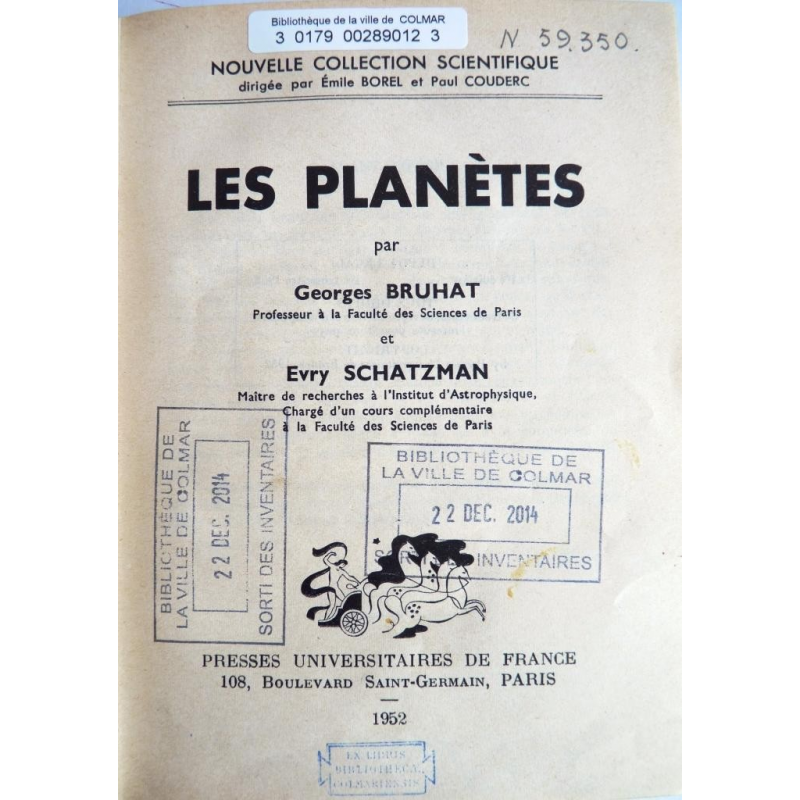 Bibliothèque de la ville de COLMAR
3 0179 00289012 3
N 59.350.
NOUVELLE COLLECTION SCIENTIFIQUE
dirigée par Émile BOREL et Paul COUDERC
LES PLANÈTES
par
Georges BRUHAT
Professeur à la Faculté des Sciences de Paris
et
Evry SCHATZMAN
Maître de recherches à l'Institut d'Astrophysique,
Chargé d'un cours complémentaire
à la Faculté des Sciences de Paris
BIBLIOTHÈQUE DE
LA VILLE DE COLMAR
22 DEC. 2014
SORTI DES INVENTAIRES
BIBLIOTHÈQUE DE
LA VILLE DE COLMAR
22 DEC. 2014
INVENTAIRES
PRESSES UNIVERSITAIRES DE FRANCE
108, BOULEVARD SAINT-GERMAIN, PARIS
1952
EX LIBRIS
BIBLIOTHECÆ
COLMARIENSIS